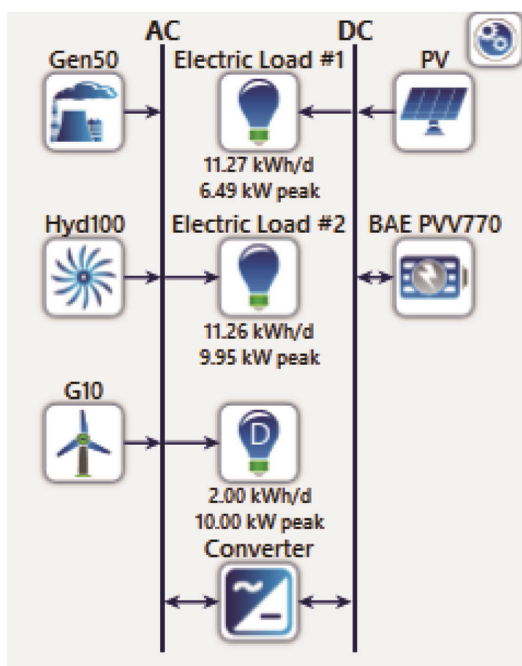 AC DC
Gen50 Electric Load #1 PV
11.27 kWh/d
6.49 kW peak
Hyd100 Electric Load #2 BAE PVV770
11.26 kWh/d
9.95 kW peak
G10
D
2.00 kWh/d
10.00 kW peak
Converter